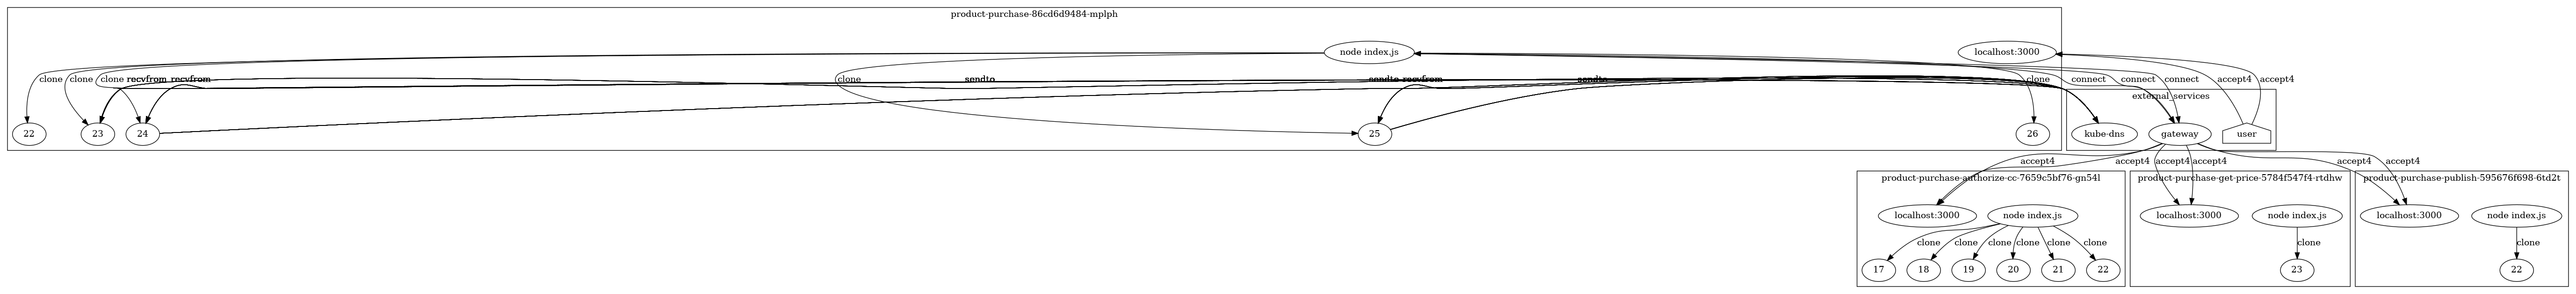 product-purchase-86cd6d9484-mplph
node index.js
localhost:3000
clone
clone
clone
recvfrom
recvfrom
clone
sendto
sendto
recvfrom
sendto
clone
connect
connect
connect
accept4
accept4
external_services
22
23
24
25
26
kube-dns
gateway
user
accept4
accept4
accept4
accept4
accept4
accept4
product-purchase-authorize-cc-7659c5bf76-gn54l
product-purchase-get-price-5784f547f4-rtdhw
product-purchase-publish-595676f698-6td2t
localhost:3000
node index.js
localhost:3000
node index.js
localhost:3000
node index.js
clone
clone
clone
clone
clone
clone
clone
clone
17
18
19
20
21
22
23
22